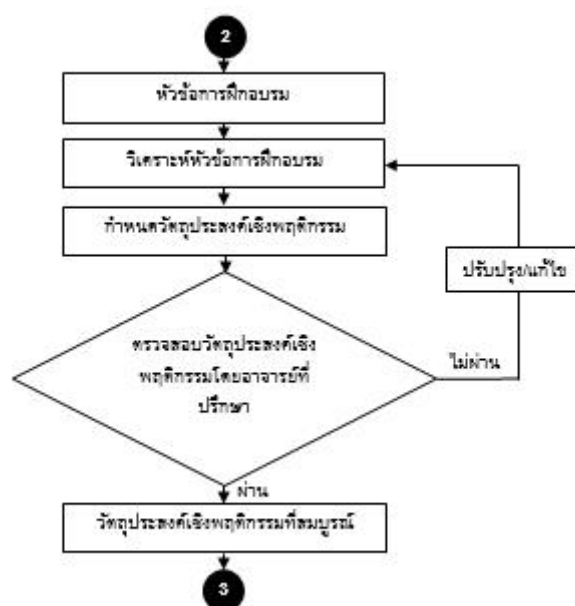 2
หัวข้อการฝึกอบรม
วิเคราะห์หัวข้อการฝึกอบรม
กำหนดวัตถุประสงค์เชิงพฤติกรรม
ปรับปรุง/แก้ไข
ตรวจสอบวัตถุประสงค์เชิง
พฤติกรรมโดยอาจารย์ที่
ปรึกษา
ไม่ผ่าน
ผ่าน
วัตถุประสงค์เชิงพฤติกรรมที่สมบูรณ์
3